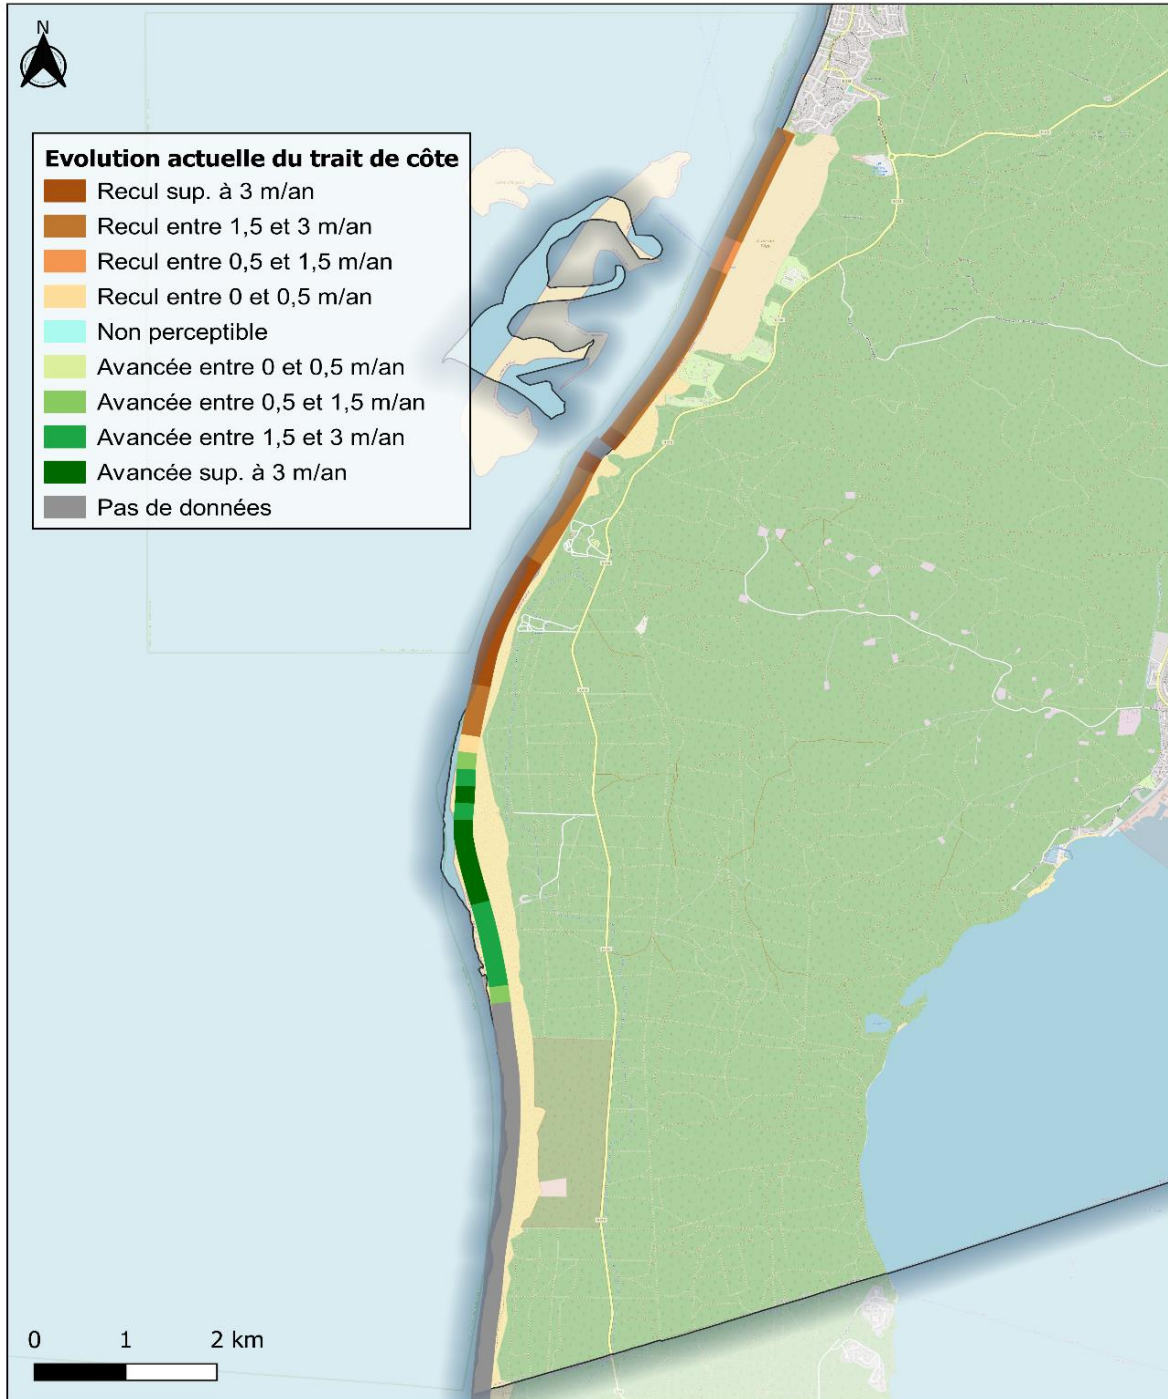 N
Evolution actuelle du trait de côte
Recul sup. à 3 m/an
Recul entre 1,5 et 3 m/an
Recul entre 0,5 et 1,5 m/an
Recul entre 0 et 0,5 m/an
Non perceptible
Avancée entre 0 et 0,5 m/an
Avancée entre 0,5 et 1,5 m/an
Avancée entre 1,5 et 3 m/an
Avancée sup. à 3 m/an
Pas de données
0 1 2 km